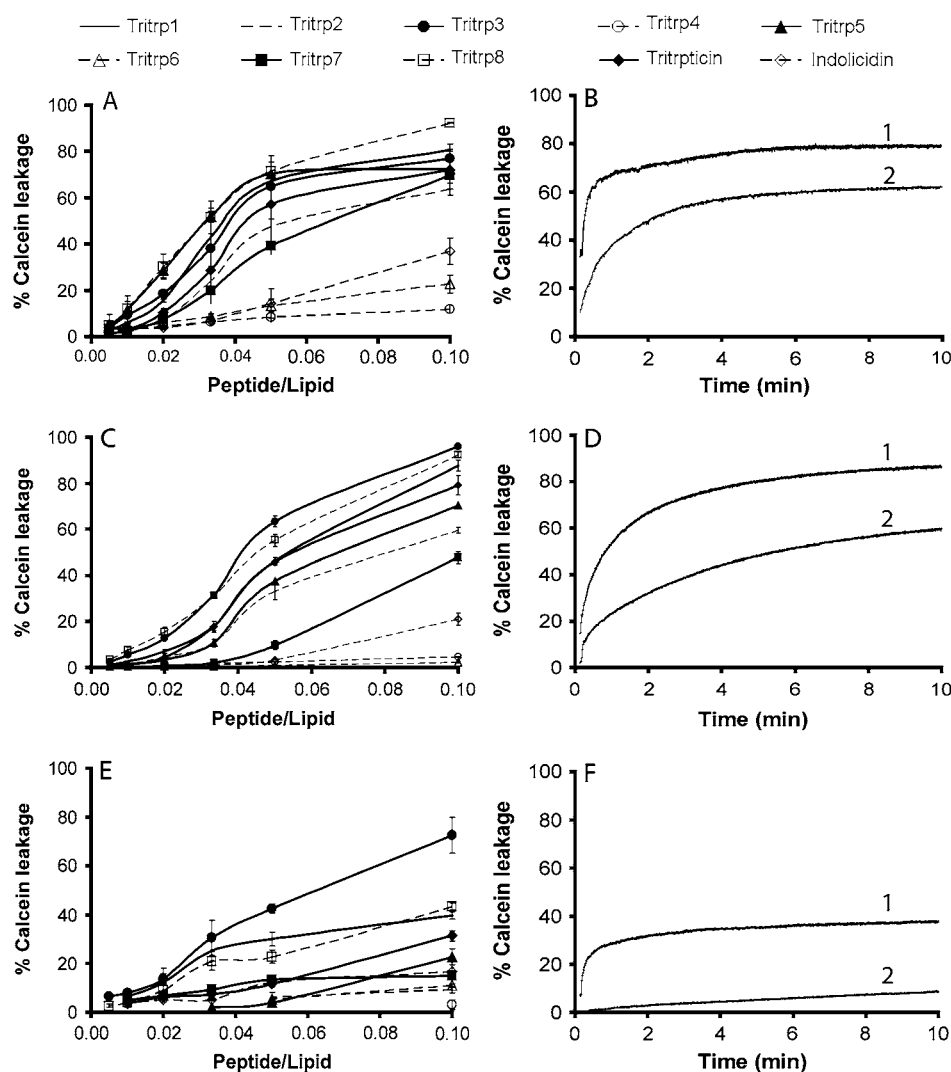 Tritrp1 Tritrp2 Tritrp3 Tritrp4 Tritrp5
Tritrp6 Tritrp7 Tritrp8 Tritrpticin Indolicidin
A
% Calcein leakage
100
80
60
40
20
0
0.00 0.02 0.04 0.06 0.08 0.10
Peptide/Lipid
B
% Calcein leakage
100
80
60
40
20
0
1
2
0 2 4 6 8 10
Time (min)
C
% Calcein leakage
100
80
60
40
20
0
0.00 0.02 0.04 0.06 0.08 0.10
Peptide/Lipid
D
% Calcein leakage
100
80
60
40
20
0
1
2
0 2 4 6 8 10
Time (min)
E
% Calcein leakage
100
80
60
40
20
0
0.00 0.02 0.04 0.06 0.08 0.10
Peptide/Lipid
F
% Calcein leakage
100
80
60
40
20
0
1
2
0 2 4 6 8 10
Time (min)